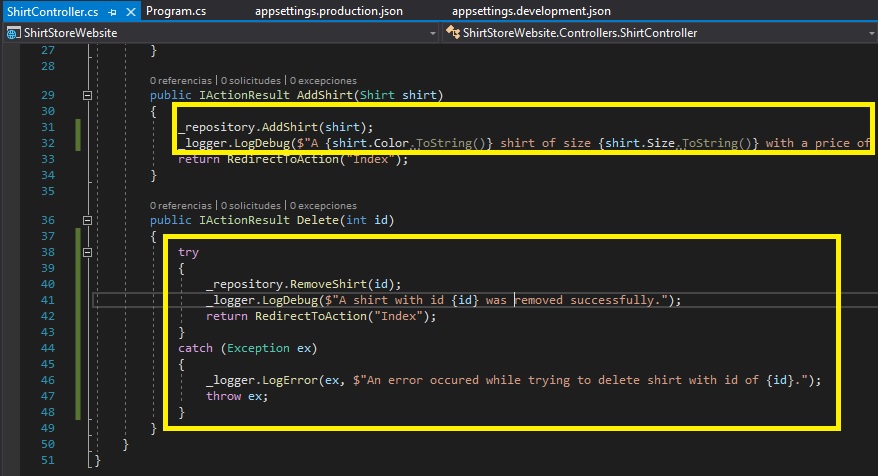 ShirtController.cs Program.cs appsettings.production.json appsettings.development.json
ShirtStoreWebsite ShirtStoreWebsite.Controllers.ShirtController
27 }
28
0 referencias | 0 solicitudes | 0 excepciones
29 public IActionResult AddShirt(Shirt shirt)
30 {
31 _repository.AddShirt(shirt);
32 _logger.LogDebug($"A {shirt.Color.ToString()} shirt of size {shirt.Size.ToString()} with a price of
33 return RedirectToAction("Index");
34 }
35
0 referencias | 0 solicitudes | 0 excepciones
36 public IActionResult Delete(int id)
37 {
38 try
39 {
40 _repository.RemoveShirt(id);
41 _logger.LogDebug($"A shirt with id {id} was removed successfully.");
42 return RedirectToAction("Index");
43 }
44 catch (Exception ex)
45 {
46 _logger.LogError(ex, $"An error occured while trying to delete shirt with id of {id}.");
47 throw ex;
48 }
49 }
50 }
51 }